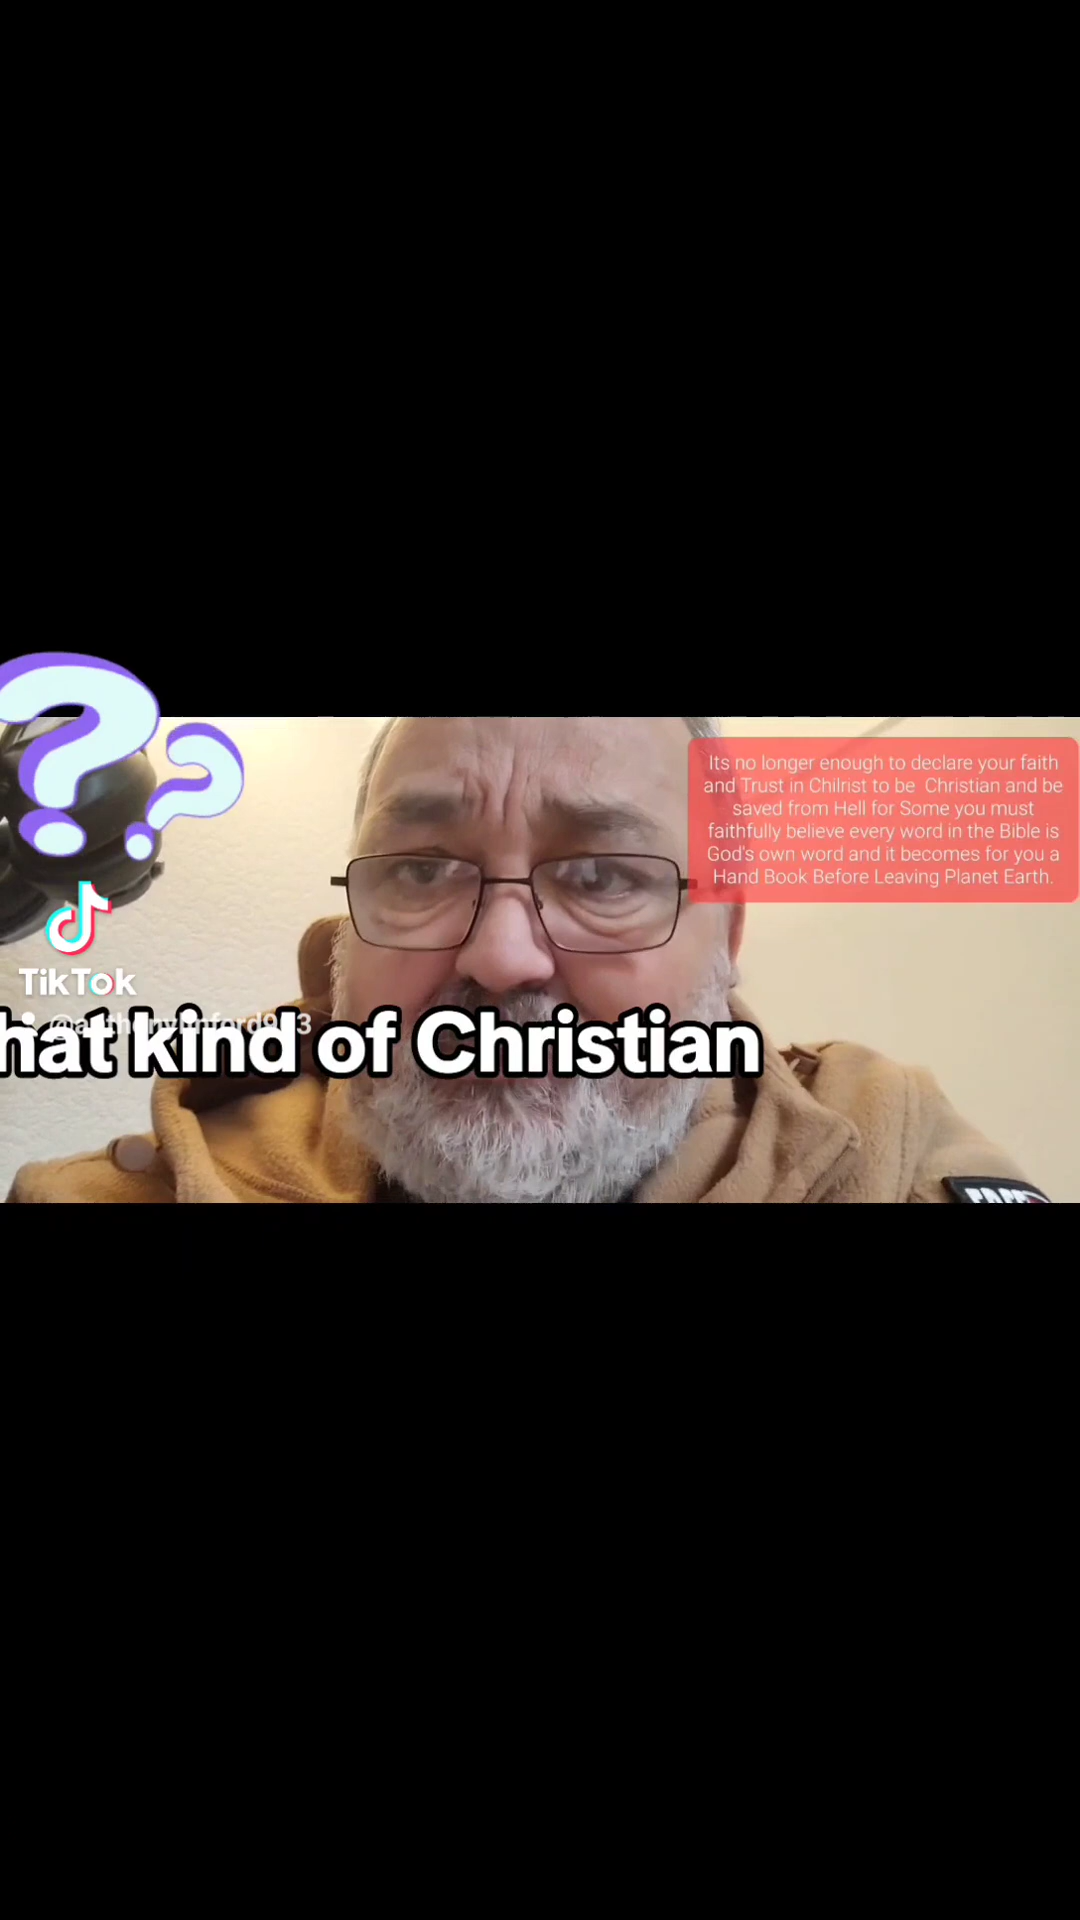 Its no longer enough to declare your faith
and Trust in Chilrist to be Christian and be
saved from Hell for Some you must
faithfully believe every word in the Bible is
God's own word and it becomes for you a
Hand Book Before Leaving Planet Earth.
??
TikTok
hat kind of Christian